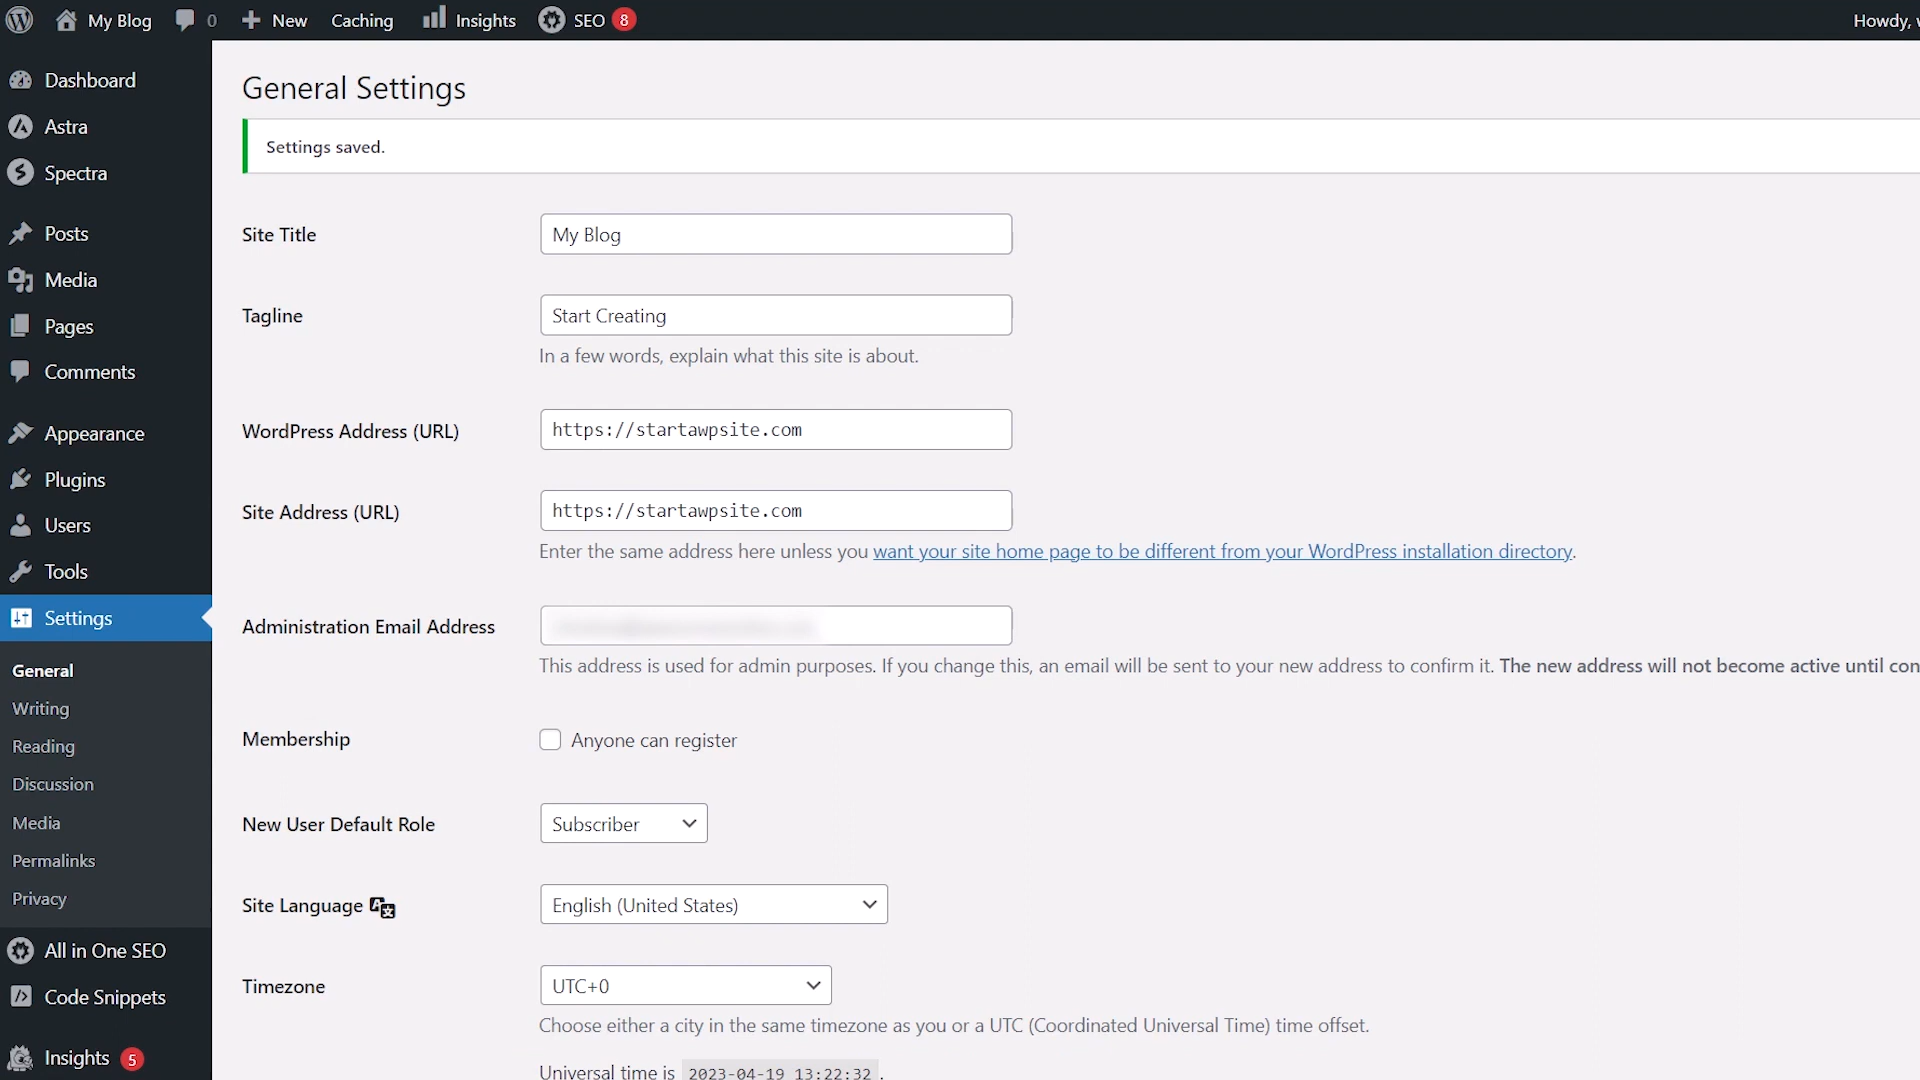 My Blog 0 New Caching Insights SEO 8 Howdy,
Dashboard
Astra
Spectra
Posts
Media
Pages
Comments
Appearance
Plugins
Users
Tools
Settings
General
Writing
Reading
Discussion
Media
Permalinks
Privacy
All in One SEO
Code Snippets
Insights 5
General Settings
Settings saved.
Site Title My Blog
Tagline Start Creating
In a few words, explain what this site is about.
WordPress Address (URL) https://startawpsite.com
Site Address (URL) https://startawpsite.com
Enter the same address here unless you want your site home page to be different from your WordPress installation directory.
Administration Email Address
This address is used for admin purposes. If you change this, an email will be sent to your new address to confirm it. The new address will not become active until con
Membership Anyone can register
New User Default Role Subscriber
Site Language English (United States)
Timezone UTC+0
Choose either a city in the same timezone as you or a UTC (Coordinated Universal Time) time offset.
Universal time is 2023-04-19 13:22:32 .